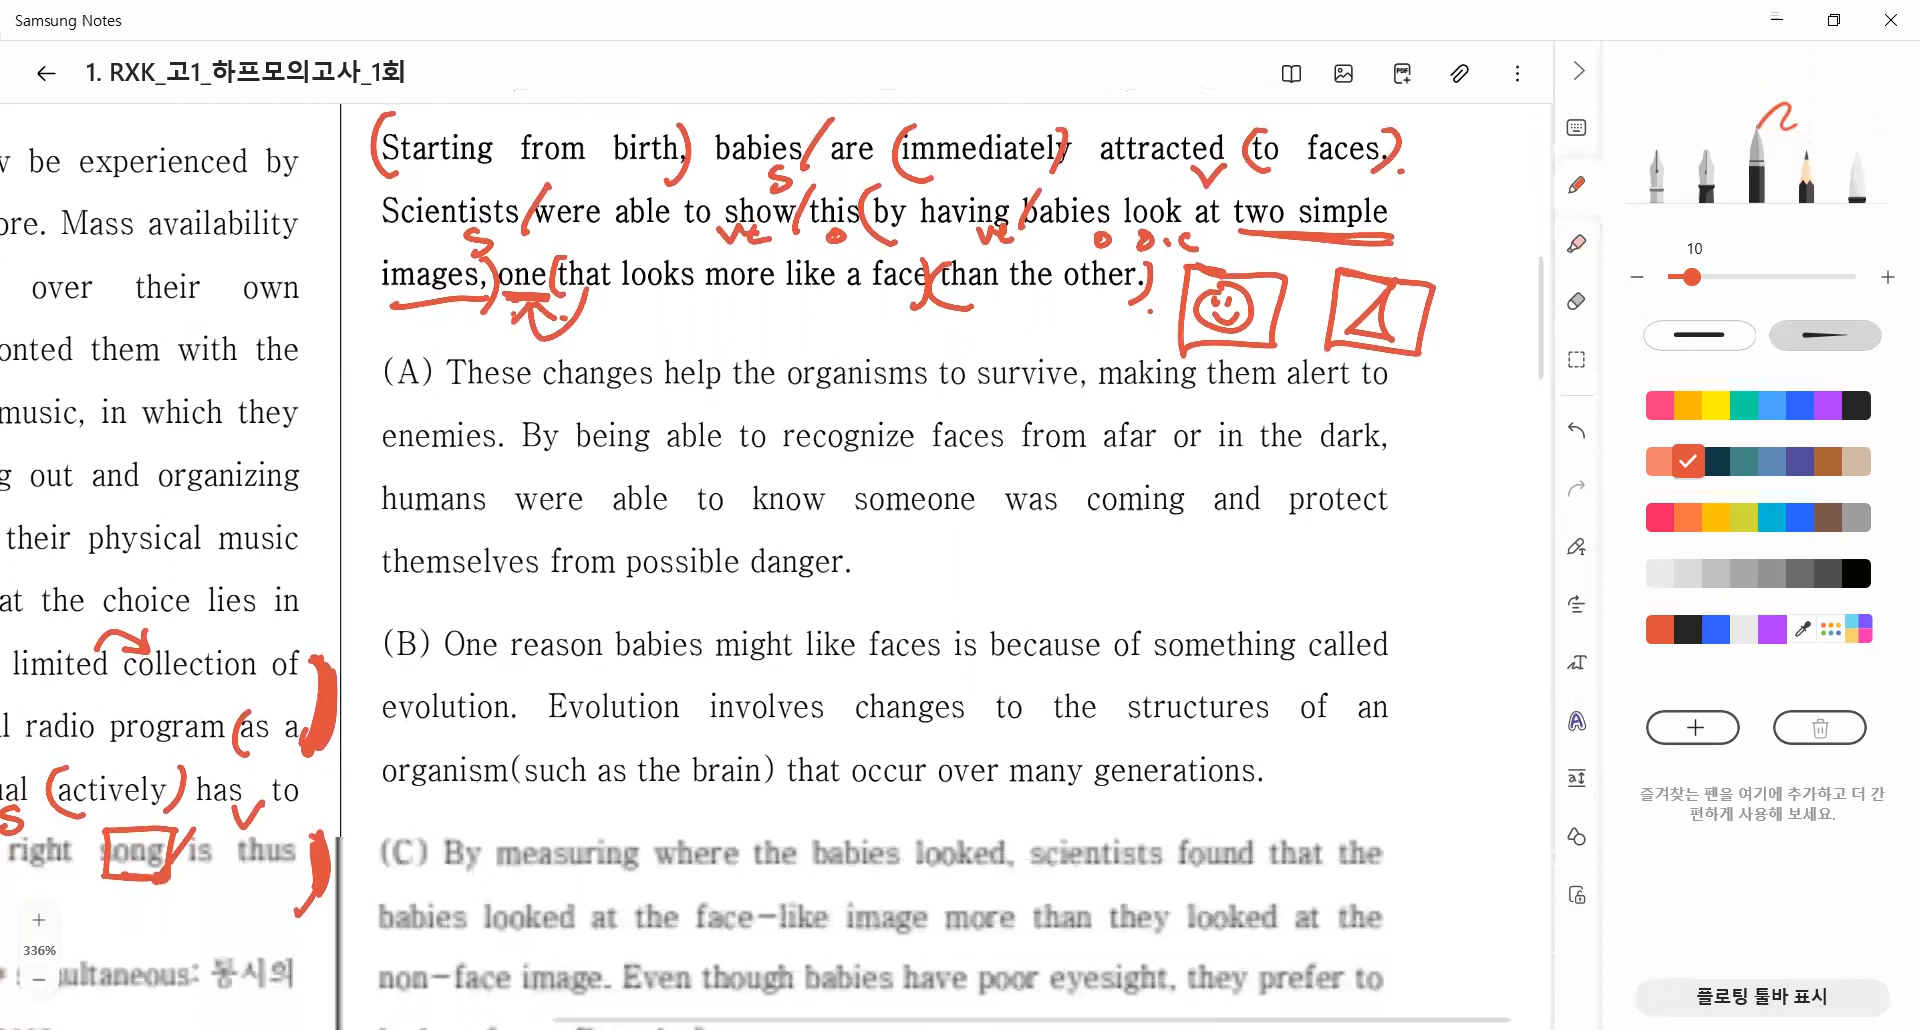 Samsung Notes
1. RXK_고1_하프모의고사_1회
be experienced by
ore. Mass availability
over their own
onted them with the
music, in which they
g out and organizing
their physical music
at the choice lies in
limited collection of
l radio program as a
ual actively has to
S V
right song is thus
ultaneous: 동시의
Starting from birth, babies are immediately attracted to faces.
S V
Scientists were able to show this by having babies look at two simple
S vt o vt o o.c
images, one that looks more like a face than the other.
(A) These changes help the organisms to survive, making them alert to
enemies. By being able to recognize faces from afar or in the dark,
humans were able to know someone was coming and protect
themselves from possible danger.
(B) One reason babies might like faces is because of something called
evolution. Evolution involves changes to the structures of an
organism(such as the brain) that occur over many generations.
(C) By measuring where the babies looked, scientists found that the
babies looked at the face-like image more than they looked at the
non-face image. Even though babies have poor eyesight, they prefer to
336%
10
즐겨찾는 펜을 여기에 추가하고 더 간
편하게 사용해 보세요.
플로팅 툴바 표시